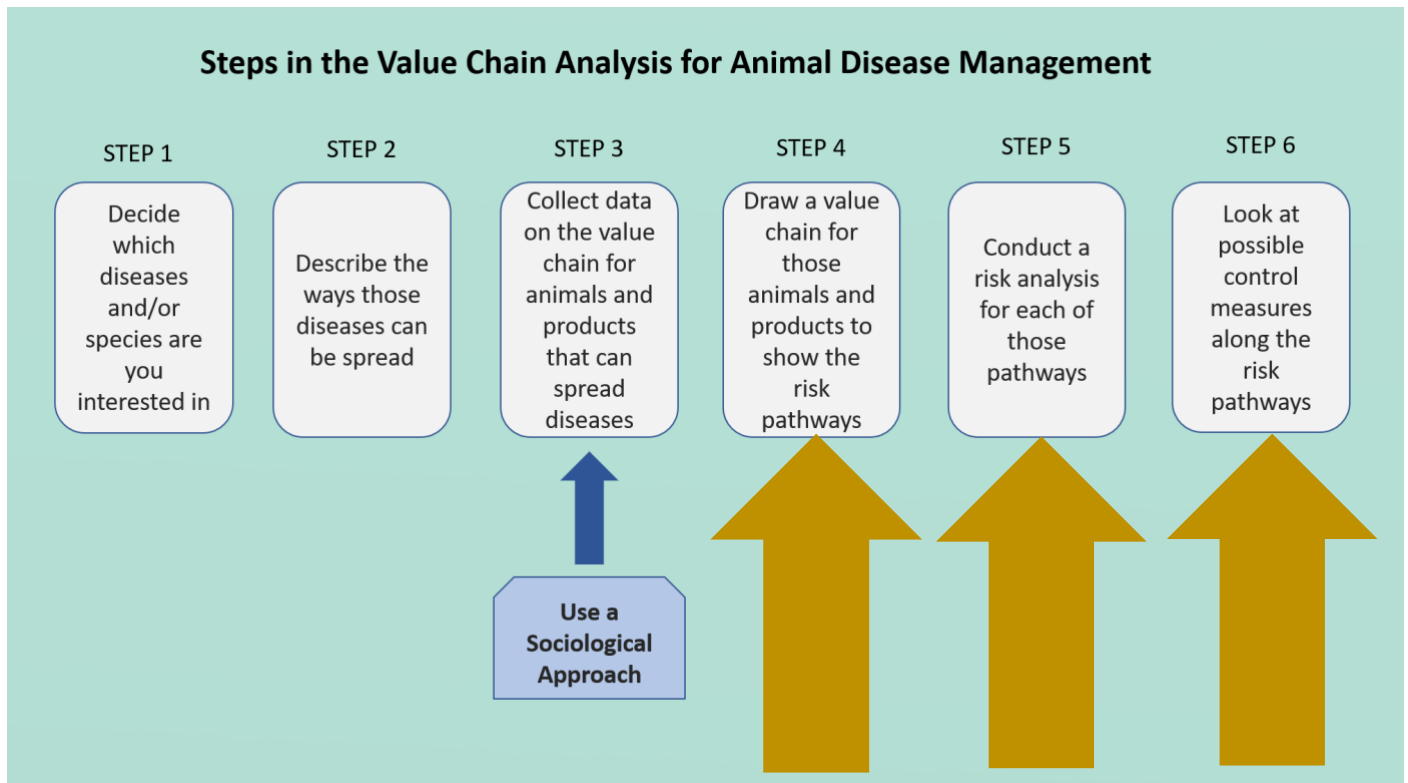 Steps in the Value Chain Analysis for Animal Disease Management
STEP 1
Decide
which
diseases
and/or
species are
you
interested in
STEP 2
Describe the
ways those
diseases can
be spread
STEP 3
Collect data
on the value
chain for
animals and
products
that can
spread
diseases
STEP 4
Draw a value
chain for
those
animals and
products to
show the
risk
pathways
STEP 5
Conduct a
risk analysis
for each of
those
pathways
STEP 6
Look at
possible
control
measures
along the
risk
pathways
Use a
Sociological
Approach